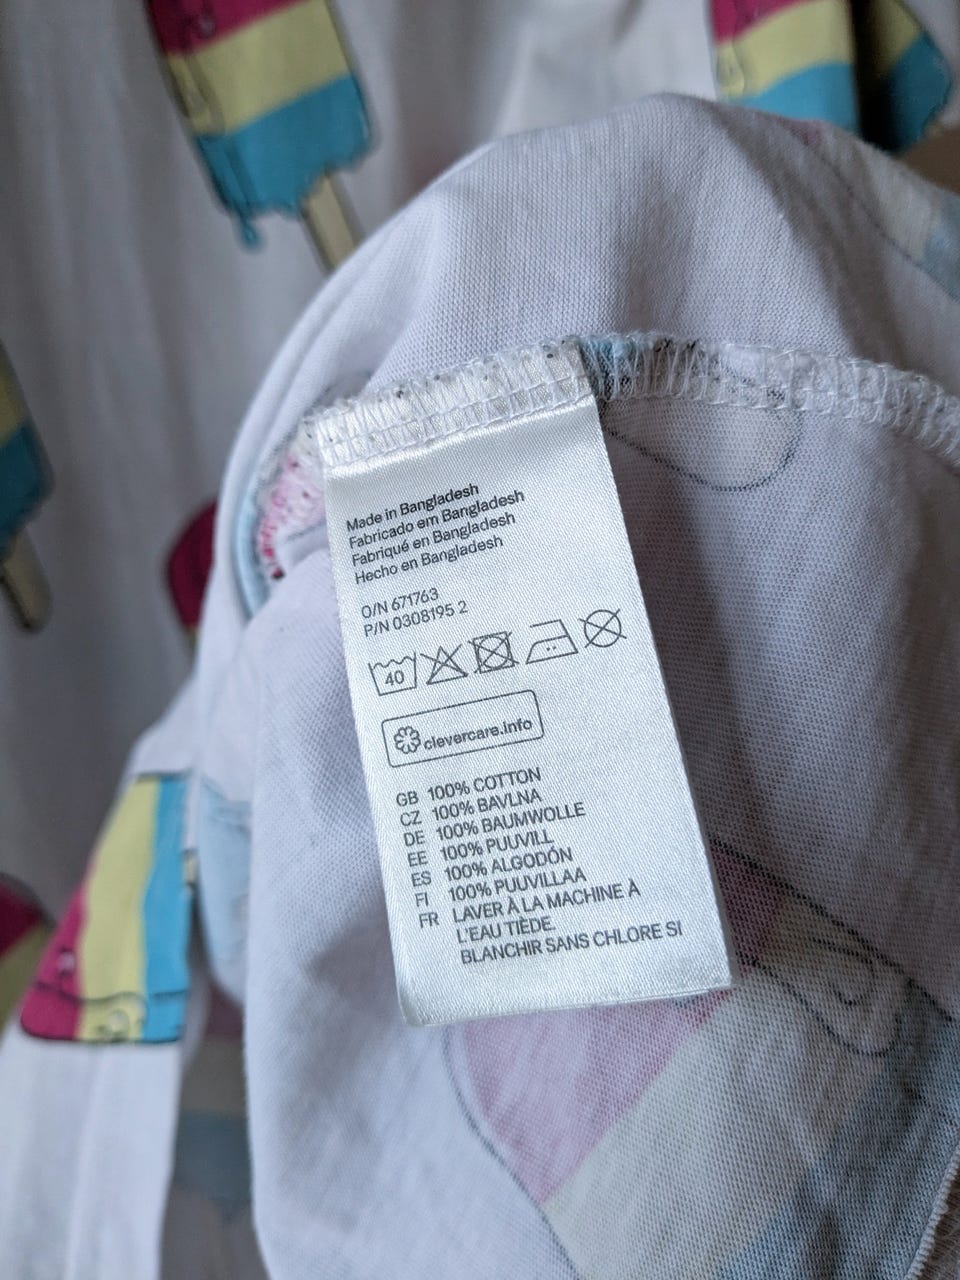 Made in Bangladesh
Fabricado em Bangladesh
Fabriqué en Bangladesh
Hecho en Bangladesh
O/N 671763
P/N 0308195 2
40
clevercare.info
GB 100% COTTON
CZ 100% BAVLNA
DE 100% BAUMWOLLE
EE 100% PUUVILL
ES 100% ALGODÓN
FI 100% PUUVILLAA
FR LAVER À LA MACHINE À
L'EAU TIÈDE.
BLANCHIR SANS CHLORE SI